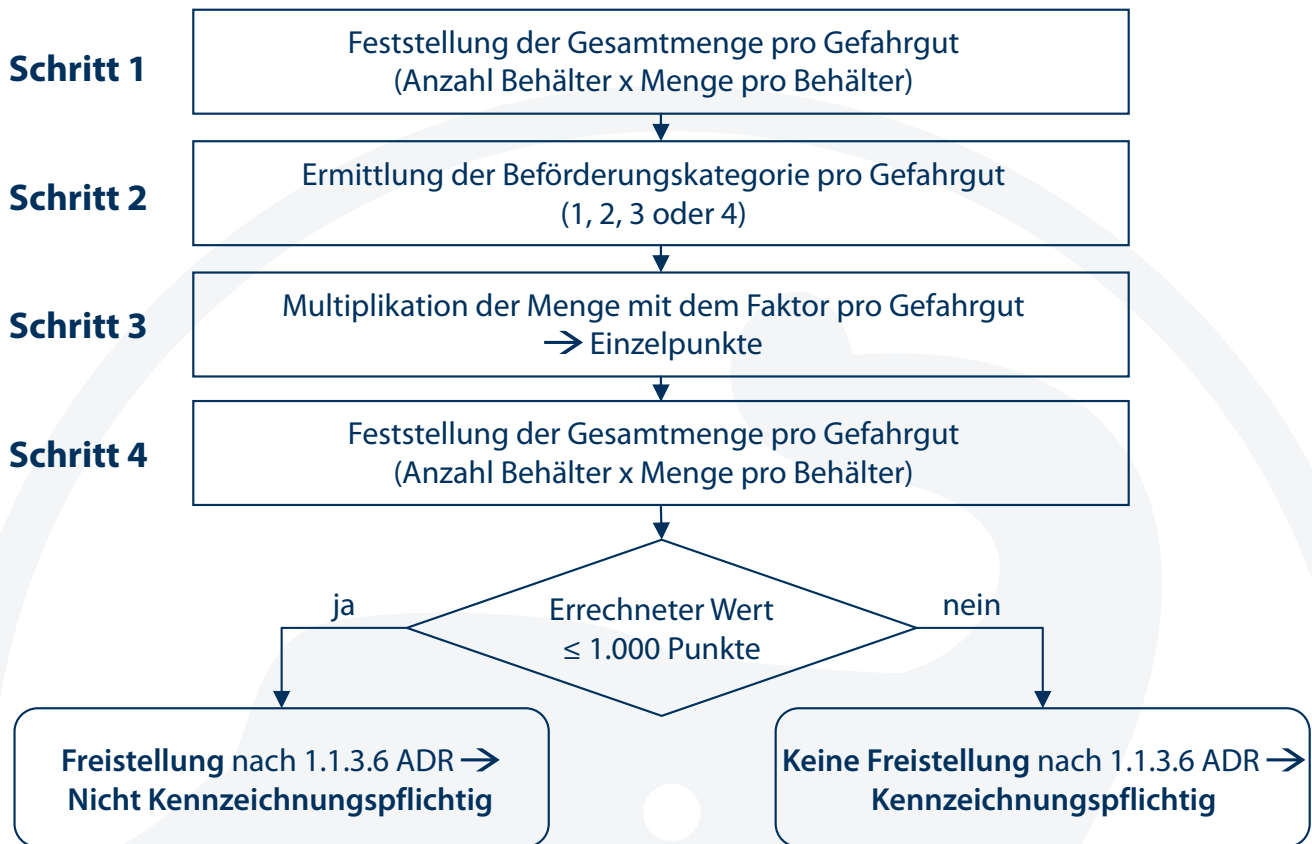 Schritt 1
Feststellung der Gesamtmenge pro Gefahrgut
(Anzahl Behälter x Menge pro Behälter)
Schritt 2
Ermittlung der Beförderungskategorie pro Gefahrgut
(1, 2, 3 oder 4)
Schritt 3
Multiplikation der Menge mit dem Faktor pro Gefahrgut
→ Einzelpunkte
Schritt 4
Feststellung der Gesamtmenge pro Gefahrgut
(Anzahl Behälter x Menge pro Behälter)
ja
Errechneter Wert
≤ 1.000 Punkte
nein
Freistellung nach 1.1.3.6 ADR →
Nicht Kennzeichnungspflichtig
Keine Freistellung nach 1.1.3.6 ADR →
Kennzeichnungspflichtig